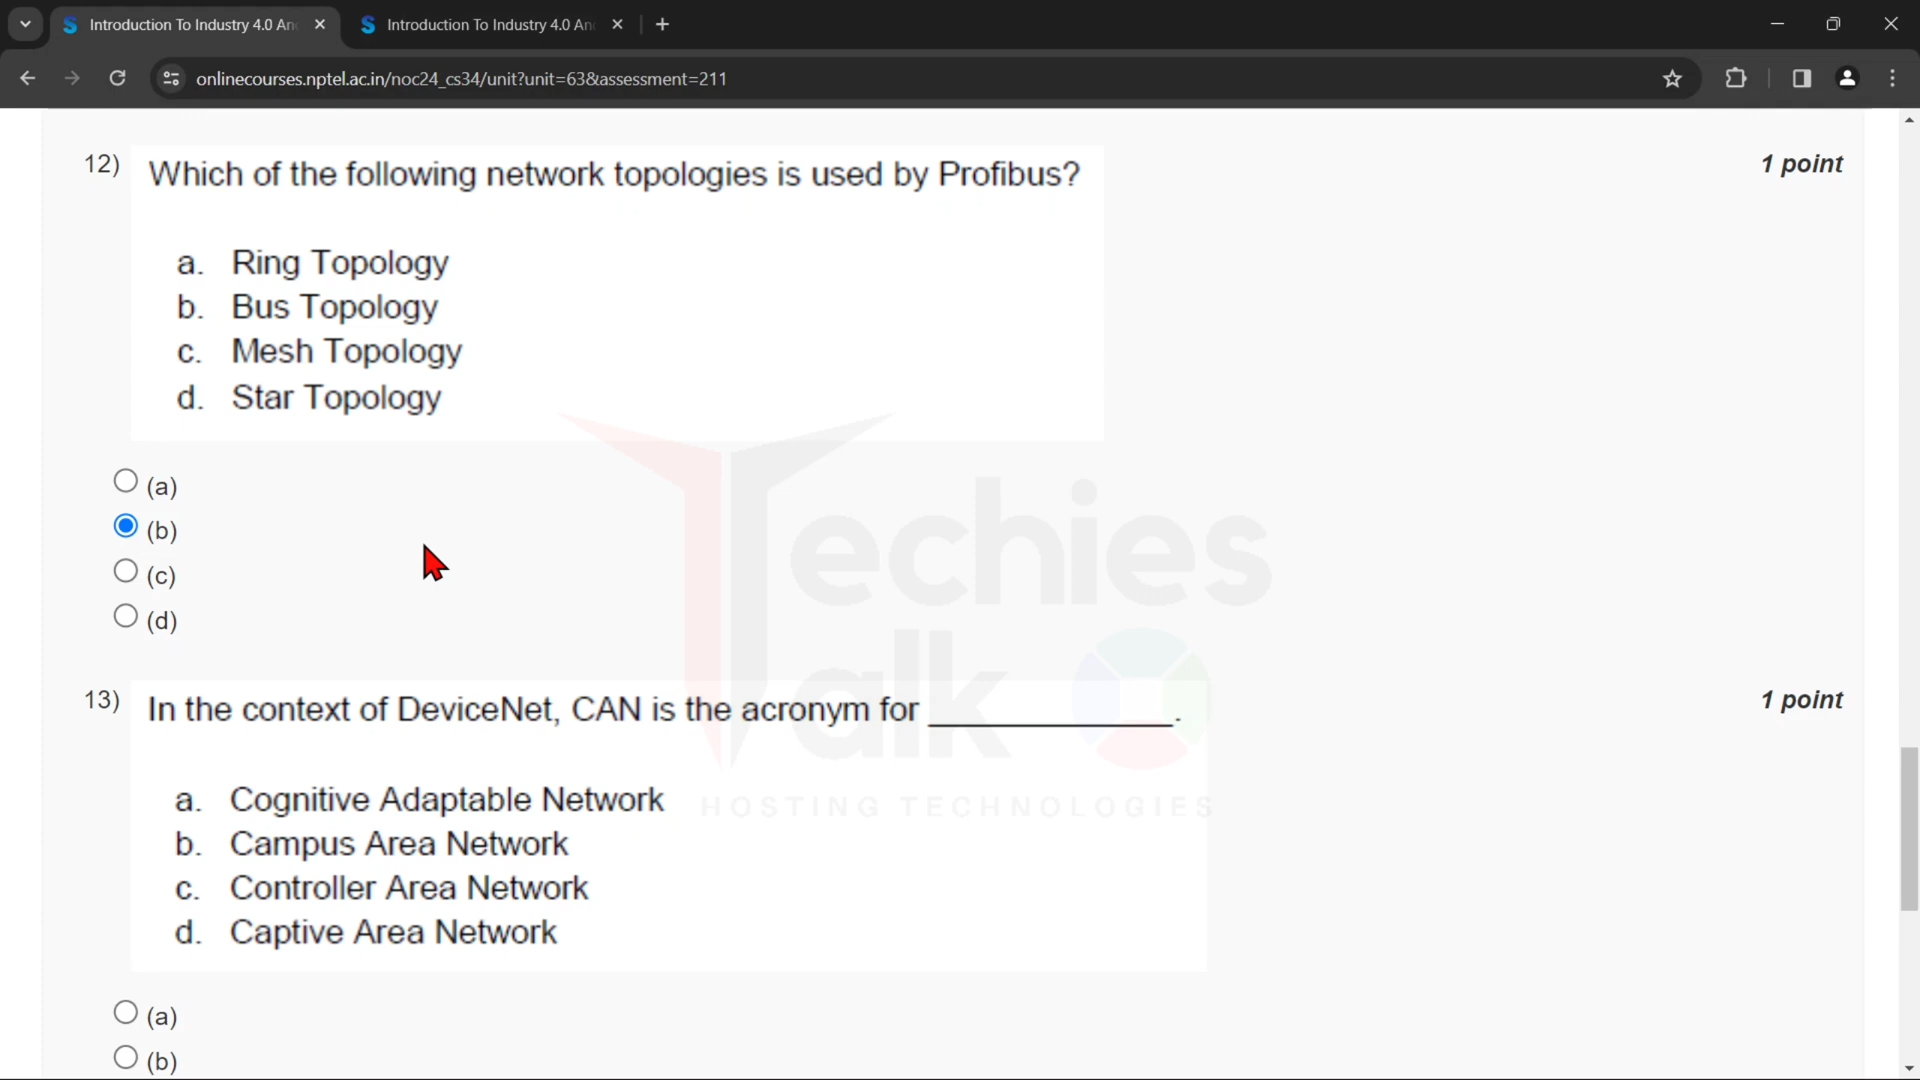 Introduction To Industry 4.0 An
Introduction To Industry 4.0 An
onlinecourses.nptel.ac.in/noc24_cs34/unit?unit=63&assessment=211
12) Which of the following network topologies is used by Profibus? 1 point
a. Ring Topology
b. Bus Topology
c. Mesh Topology
d. Star Topology
(a)
(b)
(c)
(d)
Techies
Talk
HOSTING TECHNOLOGIES
13) In the context of DeviceNet, CAN is the acronym for ______________. 1 point
a. Cognitive Adaptable Network
b. Campus Area Network
c. Controller Area Network
d. Captive Area Network
(a)
(b)